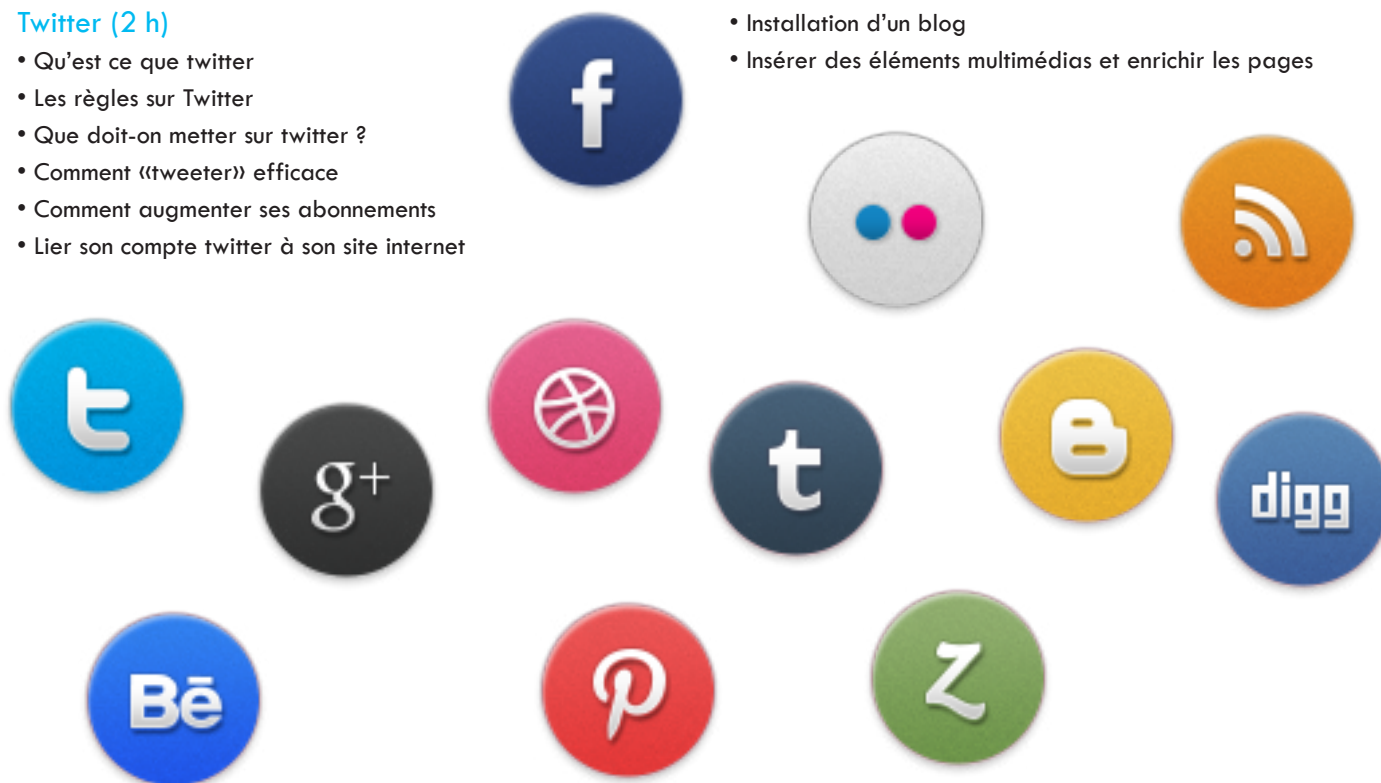 Twitter (2 h)
• Qu’est ce que twitter
• Les règles sur Twitter
• Que doit-on metter sur twitter ?
• Comment «tweeter» efficace
• Comment augmenter ses abonnements
• Lier son compte twitter à son site internet
• Installation d’un blog
• Insérer des éléments multimédias et enrichir les pages
f
t
g+
t
B
digg
Bē
P
Z